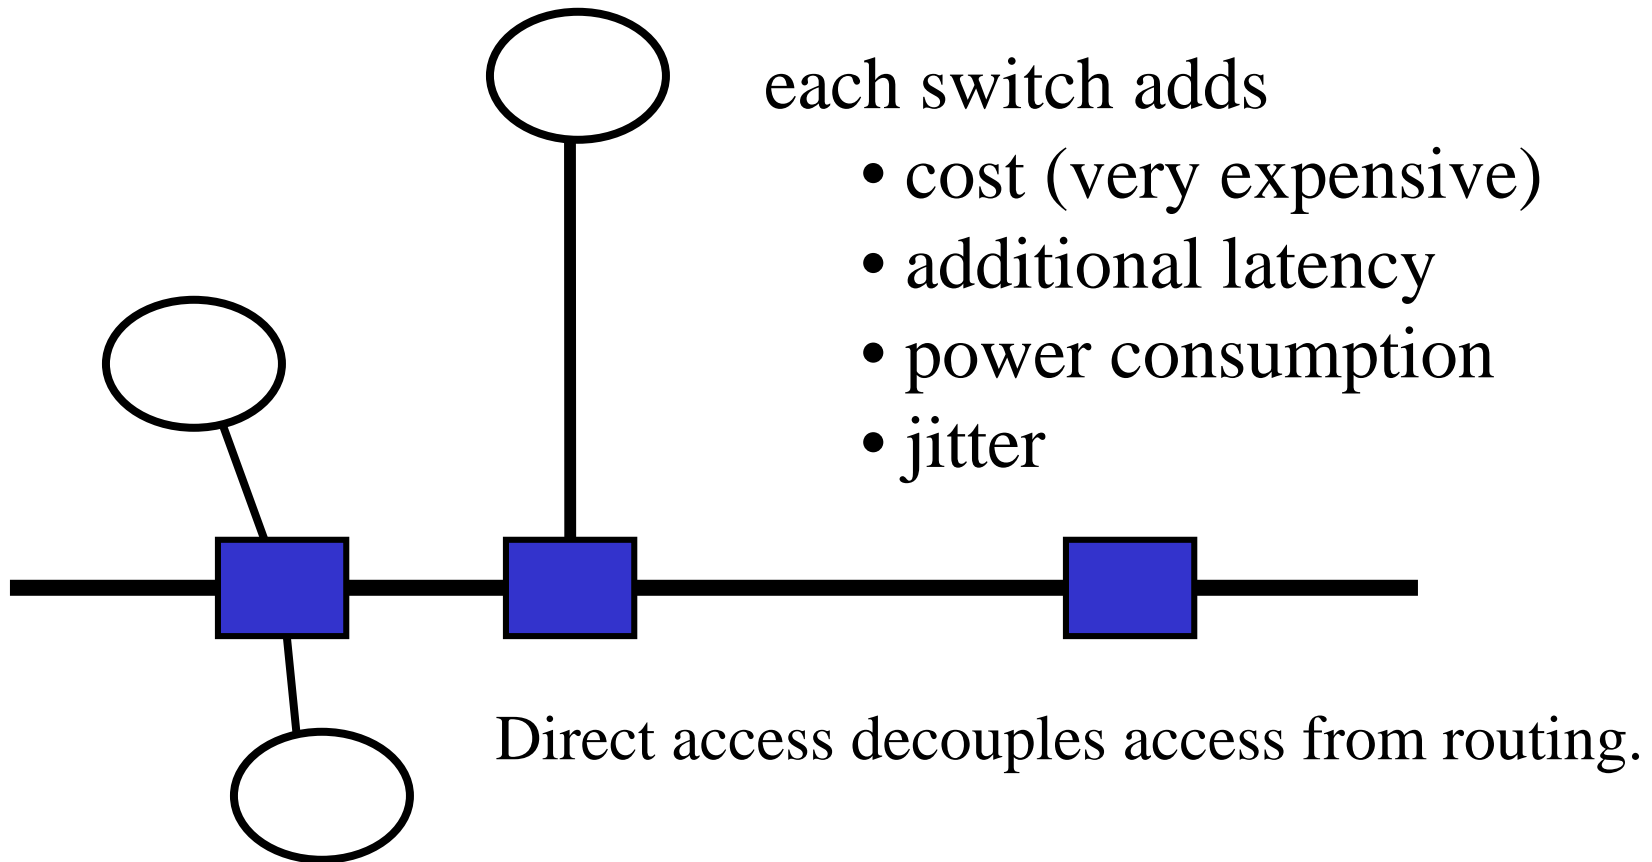 each switch adds
• cost (very expensive)
• additional latency
• power consumption
• jitter
Direct access decouples access from routing.